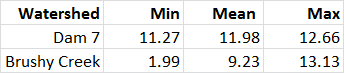 Watershed Min Mean Max
Dam 7 11.27 11.98 12.66
Brushy Creek 1.99 9.23 13.13